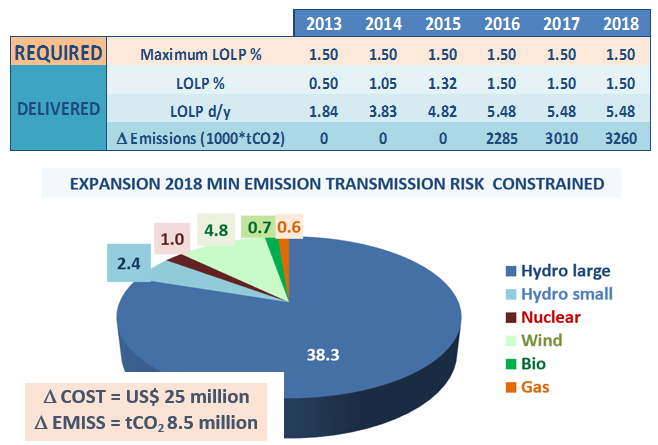 2013 2014 2015 2016 2017 2018
REQUIRED Maximum LOLP % 1.50 1.50 1.50 1.50 1.50 1.50
DELIVERED
LOLP % 0.50 1.05 1.32 1.50 1.50 1.50
LOLP d/y 1.84 3.83 4.82 5.48 5.48 5.48
Δ Emissions (1000*tCO2) 0 0 0 2285 3010 3260
EXPANSION 2018 MIN EMISSION TRANSMISSION RISK CONSTRAINED
2.4 1.0 4.8 0.7 0.6
38.3
Hydro large
Hydro small
Nuclear
Wind
Bio
Gas
Δ COST = US$ 25 million
Δ EMISS = tCO₂ 8.5 million